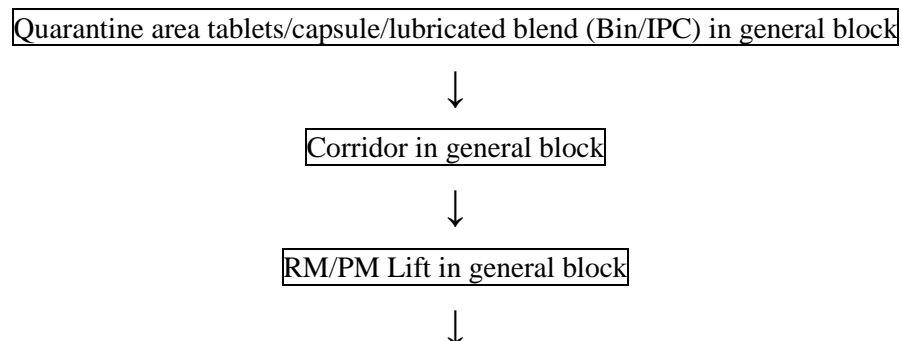 Quarantine area tablets/capsule/lubricated blend (Bin/IPC) in general block
↓
Corridor in general block
↓
RM/PM Lift in general block
↓